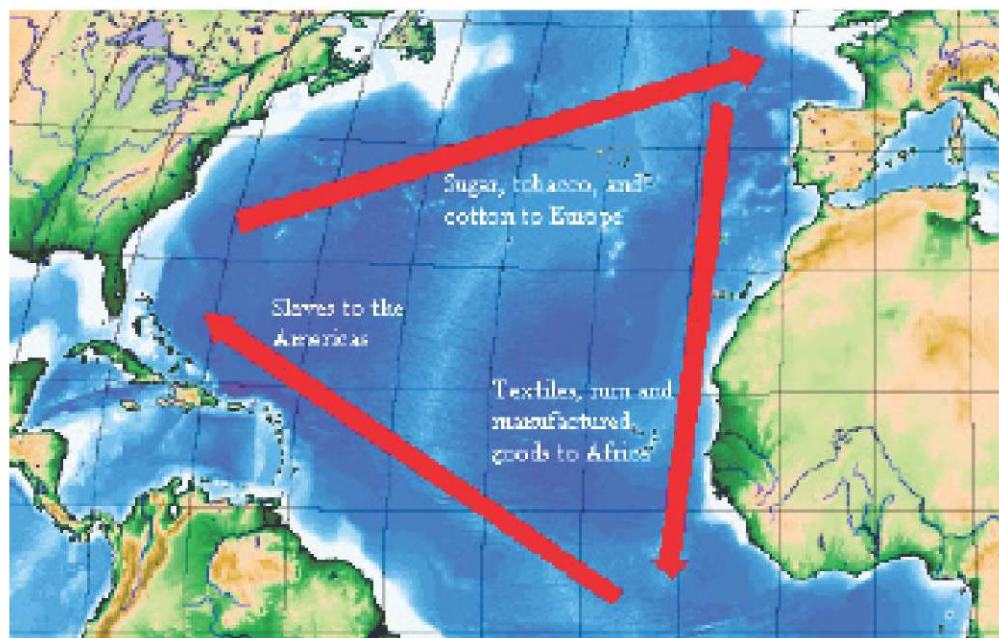 Sugar, tobacco, and
cotton to Europe
Slaves to the
Americas
Textiles, rum and
manufactured
goods to Africa